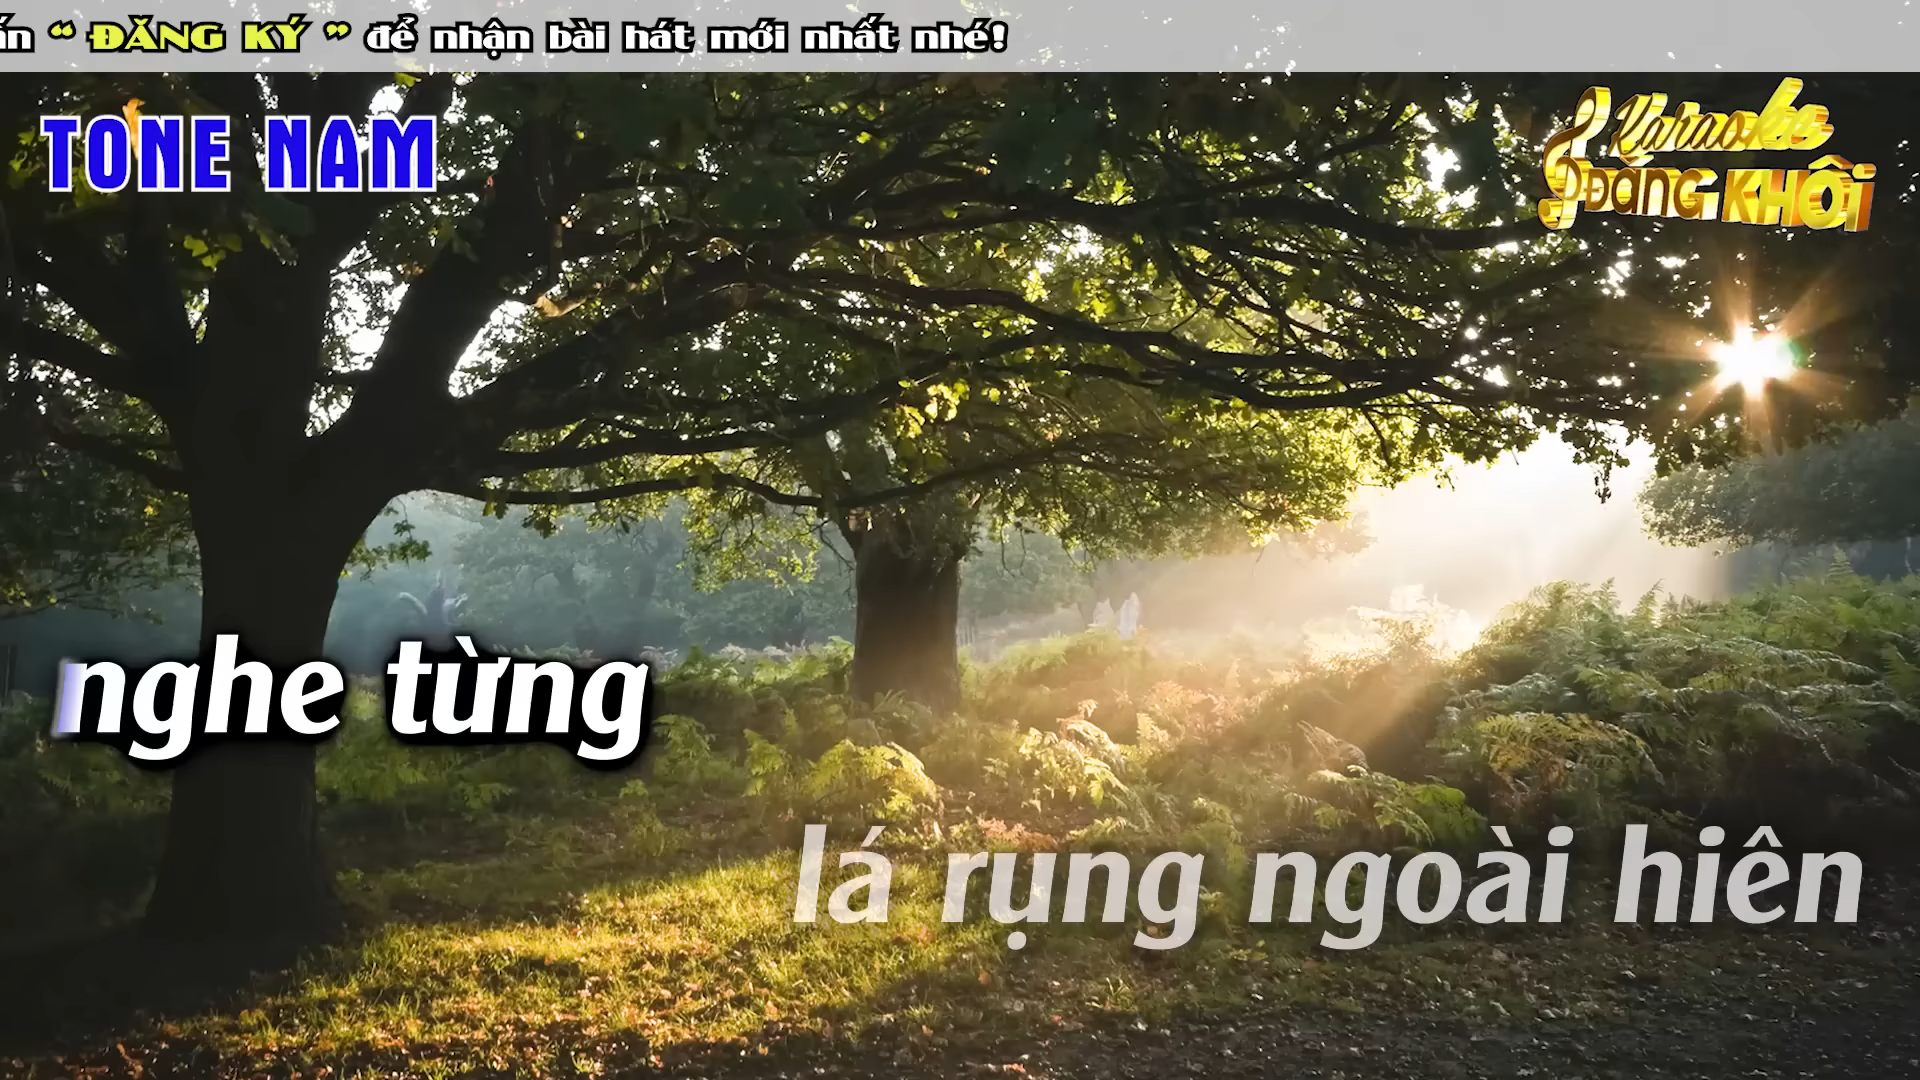 “ ĐĂNG KÝ ” để nhận bài hát mới nhất nhé!
TONE NAM
Karaoke
ĐĂNG KHÔI
nghe từng
lá rụng ngoài hiên